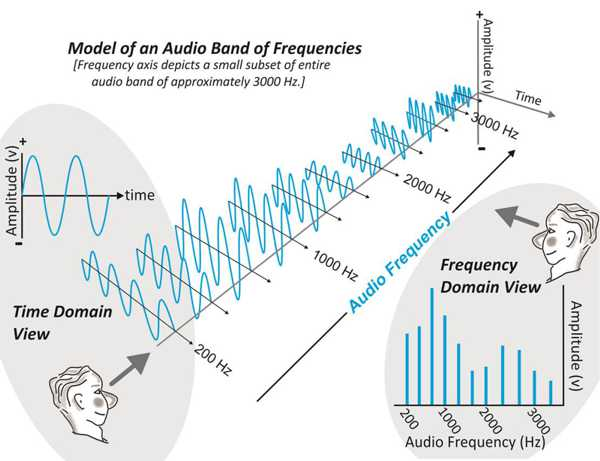 Model of an Audio Band of Frequencies
[Frequency axis depicts a small subset of entire
audio band of approximately 3000 Hz.]
+
Amplitude (v)
-
Time
3000 Hz
2000 Hz
1000 Hz
200 Hz
Audio Frequency
+
Amplitude (v)
-
time
Time Domain
View
Frequency
Domain View
Amplitude (v)
200
1000
2000
3000
Audio Frequency (Hz)